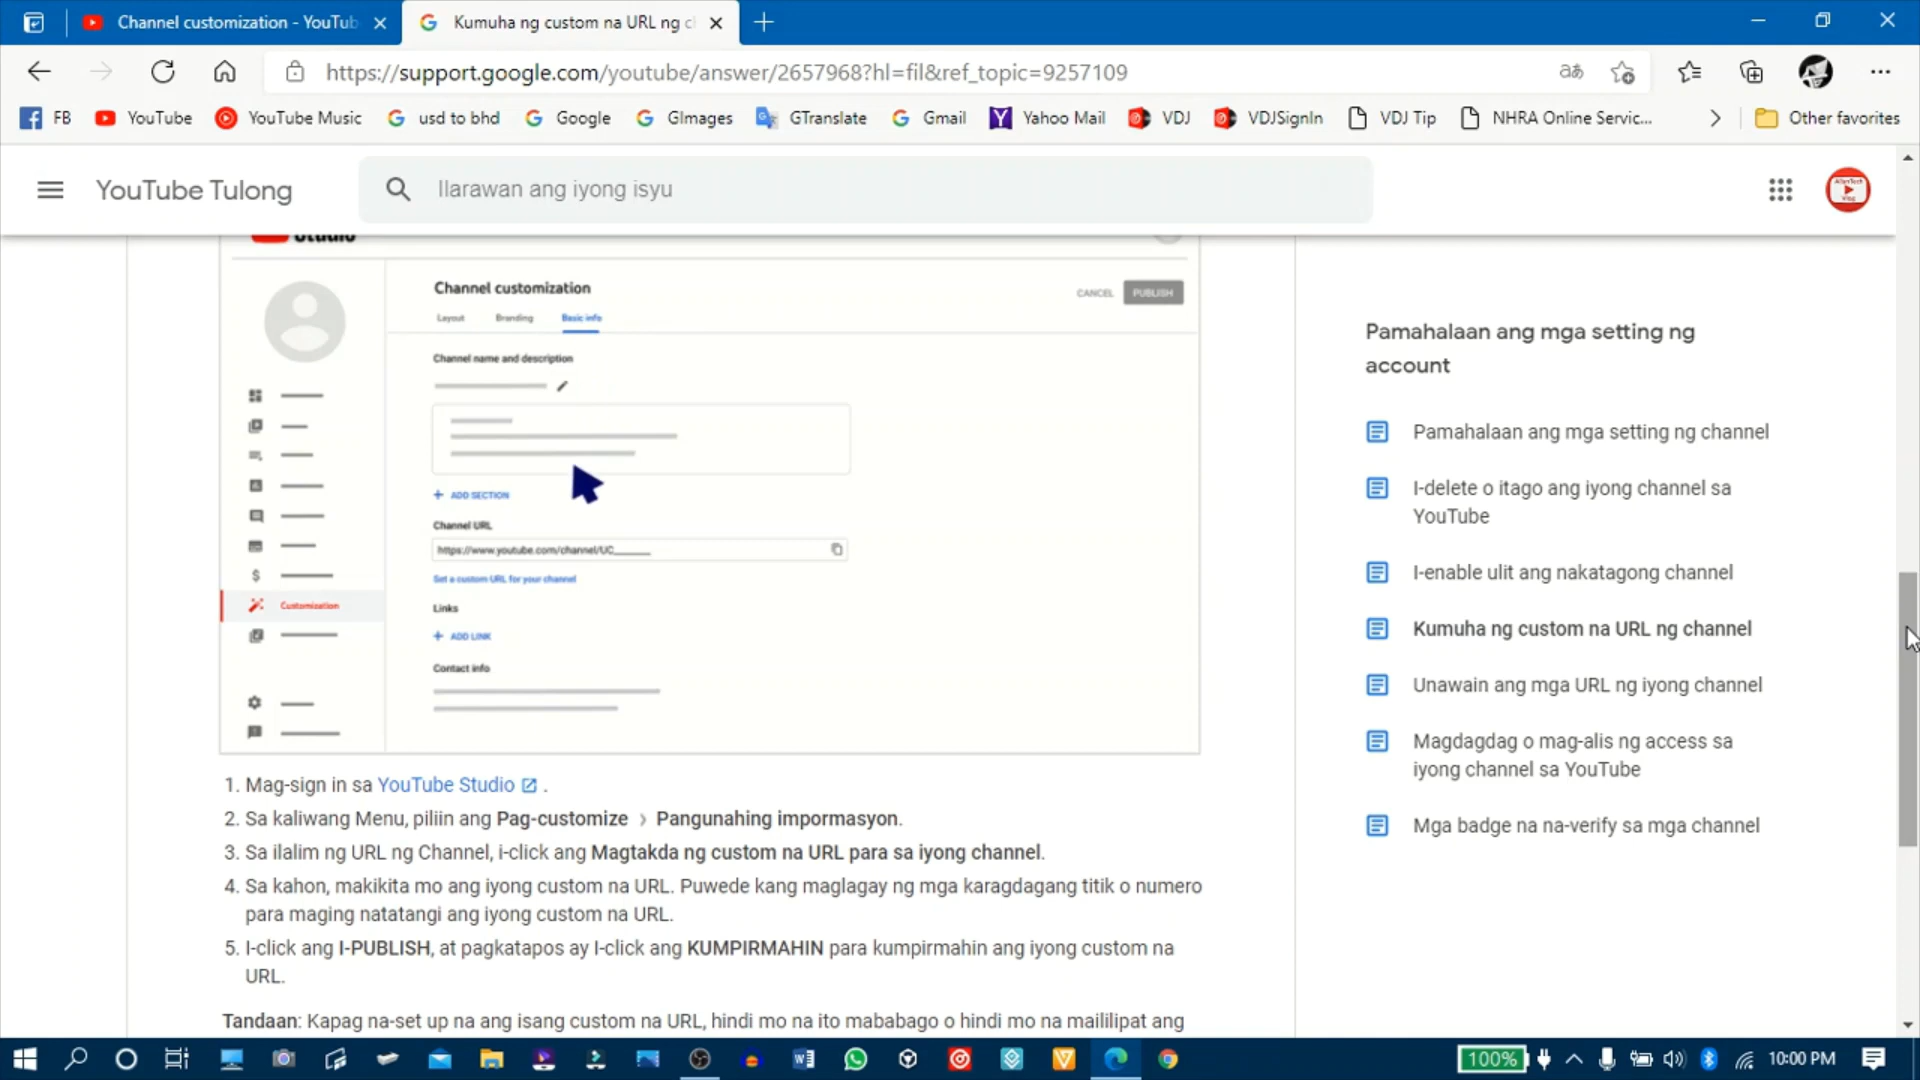 Channel customization - YouTub
Kumuha ng custom na URL ng c
https://support.google.com/youtube/answer/2657968?hl=fil&ref_topic=9257109
FB
YouTube
YouTube Music
usd to bhd
Google
GImages
GTranslate
Gmail
Yahoo Mail
VDJ
VDJSignIn
VDJ Tip
NHRA Online Servic...
Other favorites
YouTube Tulong
Ilarawan ang iyong isyu
Studio
Channel customization
CANCEL
PUBLISH
Layout
Branding
Basic info
Channel name and description
+ ADD SECTION
Channel URL
https://www.youtube.com/channel/UC______
Set a custom URL for your channel
Customization
Links
+ ADD LINK
Contact info
1. Mag-sign in sa YouTube Studio .
2. Sa kaliwang Menu, piliin ang Pag-customize › Pangunahing impormasyon.
3. Sa ilalim ng URL ng Channel, i-click ang Magtakda ng custom na URL para sa iyong channel.
4. Sa kahon, makikita mo ang iyong custom na URL. Puwede kang maglagay ng mga karagdagang titik o numero
para maging natatangi ang iyong custom na URL.
5. I-click ang I-PUBLISH, at pagkatapos ay I-click ang KUMPIRMAHIN para kumpirmahin ang iyong custom na
URL.
Tandaan: Kapag na-set up na ang isang custom na URL, hindi mo na ito mababago o hindi mo na maililipat ang
Pamahalaan ang mga setting ng
account
Pamahalaan ang mga setting ng channel
I-delete o itago ang iyong channel sa
YouTube
I-enable ulit ang nakatagong channel
Kumuha ng custom na URL ng channel
Unawain ang mga URL ng iyong channel
Magdagdag o mag-alis ng access sa
iyong channel sa YouTube
Mga badge na na-verify sa mga channel
100%
10:00 PM